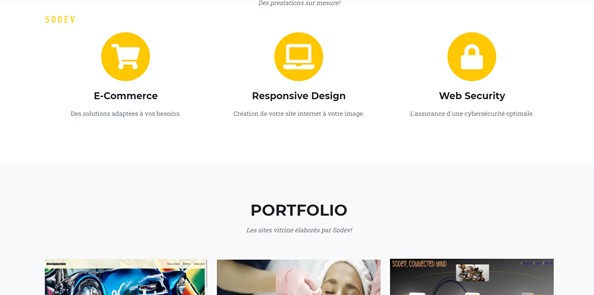 Des prestations sur mesure!
SODEV
E-Commerce
Responsive Design
Web Security
Des solutions adaptées à vos besoins.
Création de votre site internet à votre image.
L'assurance d'une cybersécurité optimale.
PORTFOLIO
Les sites vitrine élaborés par Sodev!
SODEV, CONNECTED MIND